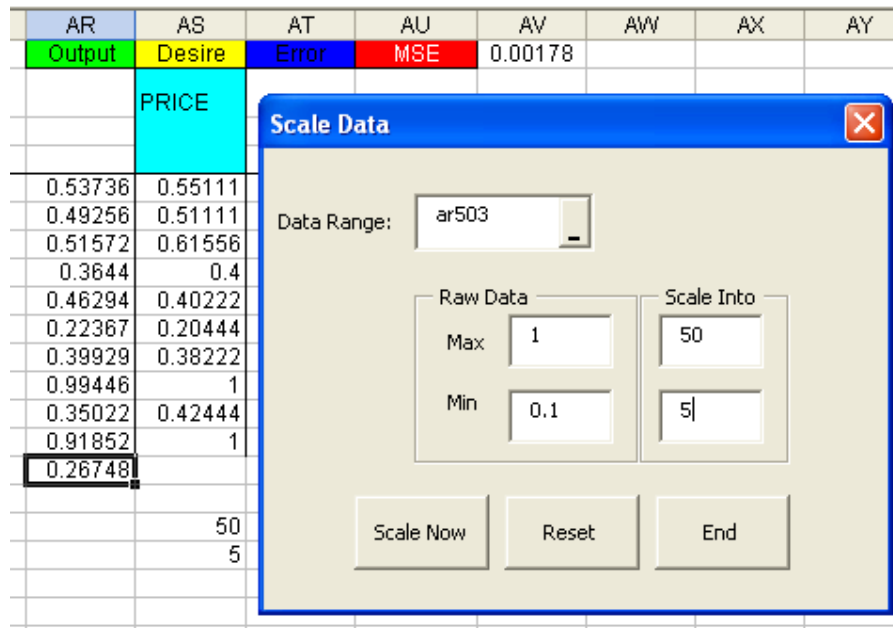 AR AS AT AU AV AW AX AY
Output Desire Error MSE 0.00178
PRICE
Scale Data
0.53736 0.55111
0.49256 0.51111
Data Range: ar503
0.51572 0.61556
0.3644 0.4
0.46294 0.40222
Raw Data Scale Into
0.22367 0.20444
Max 1 50
0.39929 0.38222
0.99446 1
0.35022 0.42444
Min 0.1 5
0.91852 1
0.26748
50
Scale Now Reset End
5